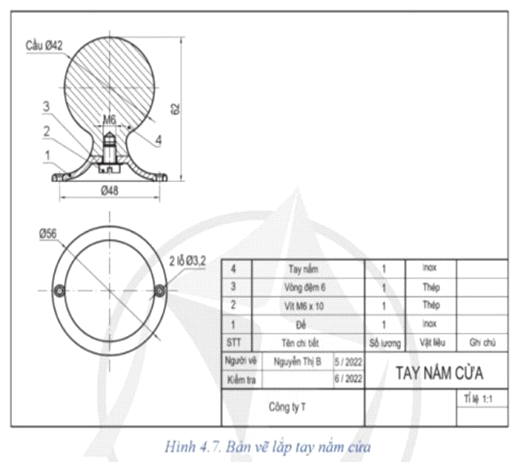 Cầu Ø42
62
3
M6
2
4
1
Ø48
Ø56
2 lỗ Ø3,2
4 Tay nắm 1 Inox
3 Vòng đệm 6 1 Thép
2 Vít M6 x 10 1 Thép
1 Đế 1 Inox
STT Tên chi tiết Số lượng Vật liệu Ghi chú
Người vẽ Nguyễn Thị B 5 / 2022
Kiểm tra 6 / 2022
TAY NẮM CỬA
Công ty T
Tỉ lệ 1:1
Hình 4.7. Bản vẽ lắp tay nắm cửa